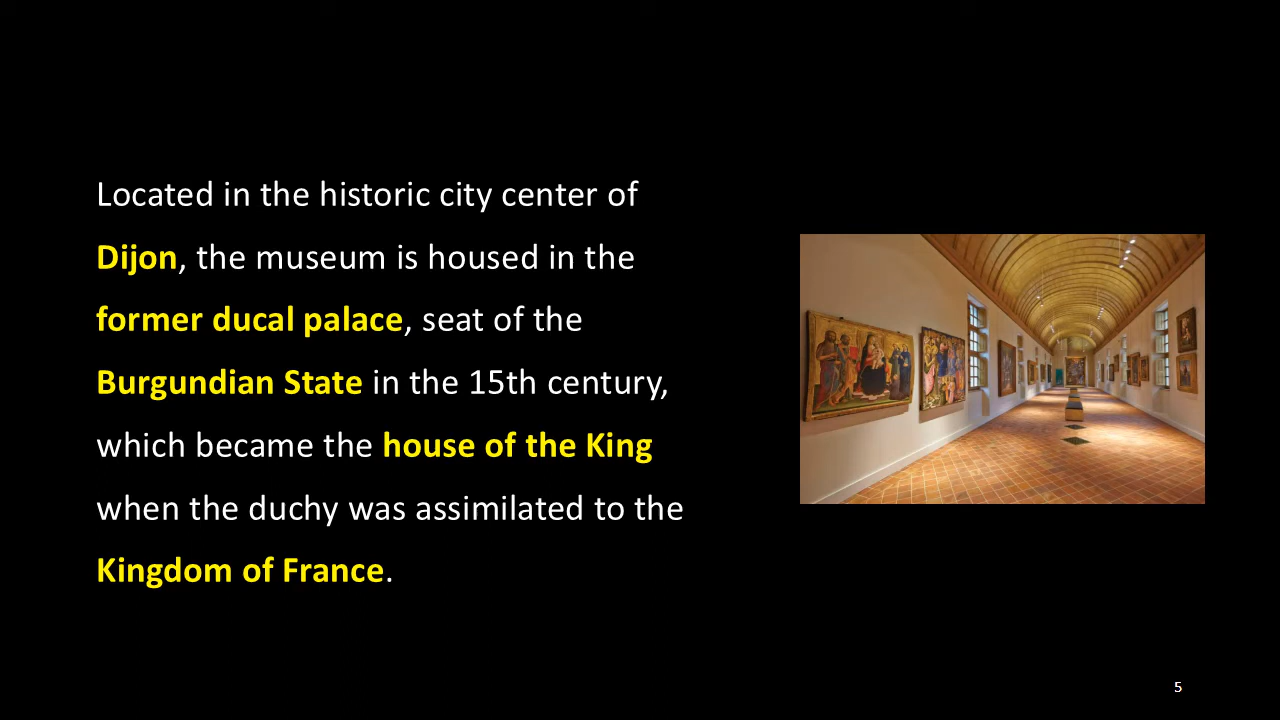 Located in the historic city center of
Dijon, the museum is housed in the
former ducal palace, seat of the
Burgundian State in the 15th century,
which became the house of the King
when the duchy was assimilated to the
Kingdom of France.
5